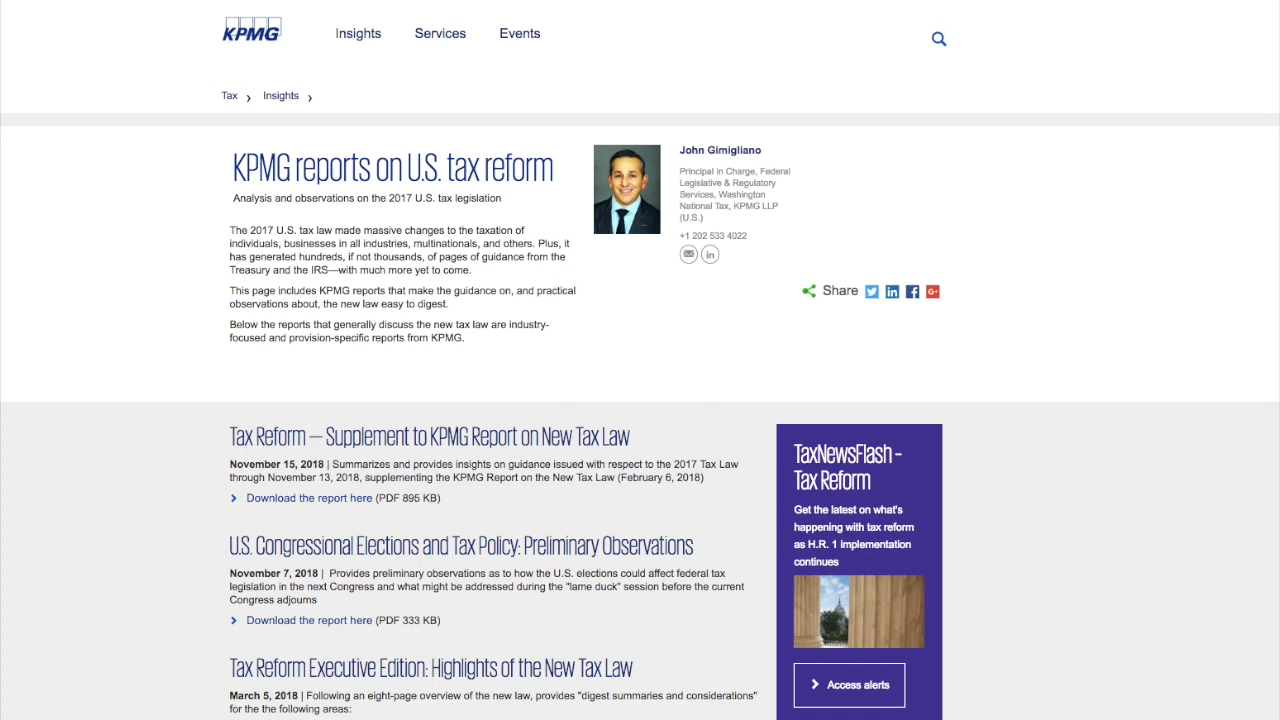 KPMG
Insights
Services
Events
Tax
Insights
KPMG reports on U.S. tax reform
Analysis and observations on the 2017 U.S. tax legislation
The 2017 U.S. tax law made massive changes to the taxation of
individuals, businesses in all industries, multinationals, and others. Plus, it
has generated hundreds, if not thousands, of pages of guidance from the
Treasury and the IRS—with much more yet to come.
This page includes KPMG reports that make the guidance on, and practical
observations about, the new law easy to digest.
Below the reports that generally discuss the new tax law are industry-
focused and provision-specific reports from KPMG.
John Gimigliano
Principal in Charge, Federal
Legislative & Regulatory
Services, Washington
National Tax, KPMG LLP
(U.S.)
+1 202 533 4022
in
Share
in
f
G+
Tax Reform – Supplement to KPMG Report on New Tax Law
November 15, 2018 | Summarizes and provides insights on guidance issued with respect to the 2017 Tax Law
through November 13, 2018, supplementing the KPMG Report on the New Tax Law (February 6, 2018)
Download the report here (PDF 895 KB)
U.S. Congressional Elections and Tax Policy: Preliminary Observations
November 7, 2018 | Provides preliminary observations as to how the U.S. elections could affect federal tax
legislation in the next Congress and what might be addressed during the "lame duck" session before the current
Congress adjourns
Download the report here (PDF 333 KB)
Tax Reform Executive Edition: Highlights of the New Tax Law
March 5, 2018 | Following an eight-page overview of the new law, provides "digest summaries and considerations"
for the the following areas:
TaxNewsFlash -
Tax Reform
Get the latest on what's
happening with tax reform
as H.R. 1 implementation
continues
Access alerts